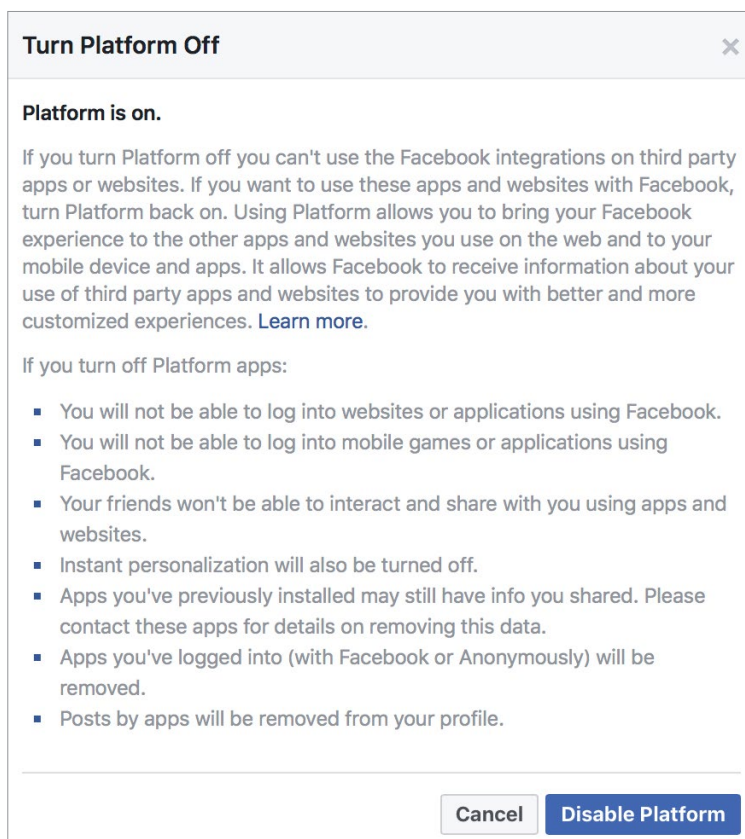 Turn Platform Off
×
Platform is on.
If you turn Platform off you can't use the Facebook integrations on third party
apps or websites. If you want to use these apps and websites with Facebook,
turn Platform back on. Using Platform allows you to bring your Facebook
experience to the other apps and websites you use on the web and to your
mobile device and apps. It allows Facebook to receive information about your
use of third party apps and websites to provide you with better and more
customized experiences. Learn more.
If you turn off Platform apps:
▪ You will not be able to log into websites or applications using Facebook.
▪ You will not be able to log into mobile games or applications using
Facebook.
▪ Your friends won't be able to interact and share with you using apps and
websites.
▪ Instant personalization will also be turned off.
▪ Apps you've previously installed may still have info you shared. Please
contact these apps for details on removing this data.
▪ Apps you've logged into (with Facebook or Anonymously) will be
removed.
▪ Posts by apps will be removed from your profile.
Cancel Disable Platform